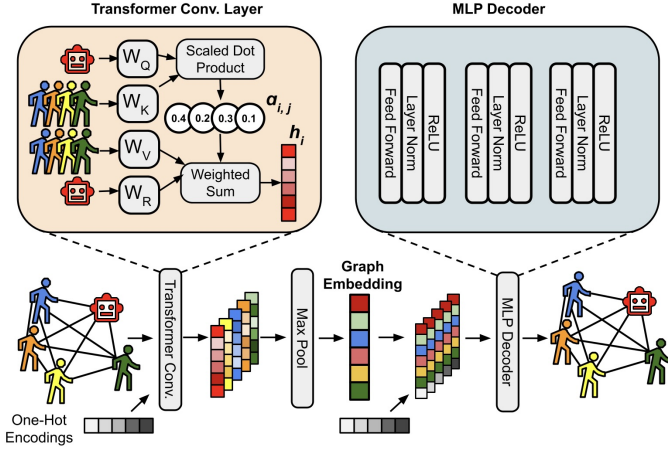 Transformer Conv. Layer
MLP Decoder
W_Q
W_K
W_V
W_R
Scaled Dot
Product
a_i, j
0.4 0.2 0.3 0.1
h_i
Weighted
Sum
Feed Forward
Layer Norm
ReLU
Feed Forward
Layer Norm
ReLU
Feed Forward
Layer Norm
ReLU
Transformer Conv.
Max Pool
Graph
Embedding
MLP Decoder
One-Hot
Encodings